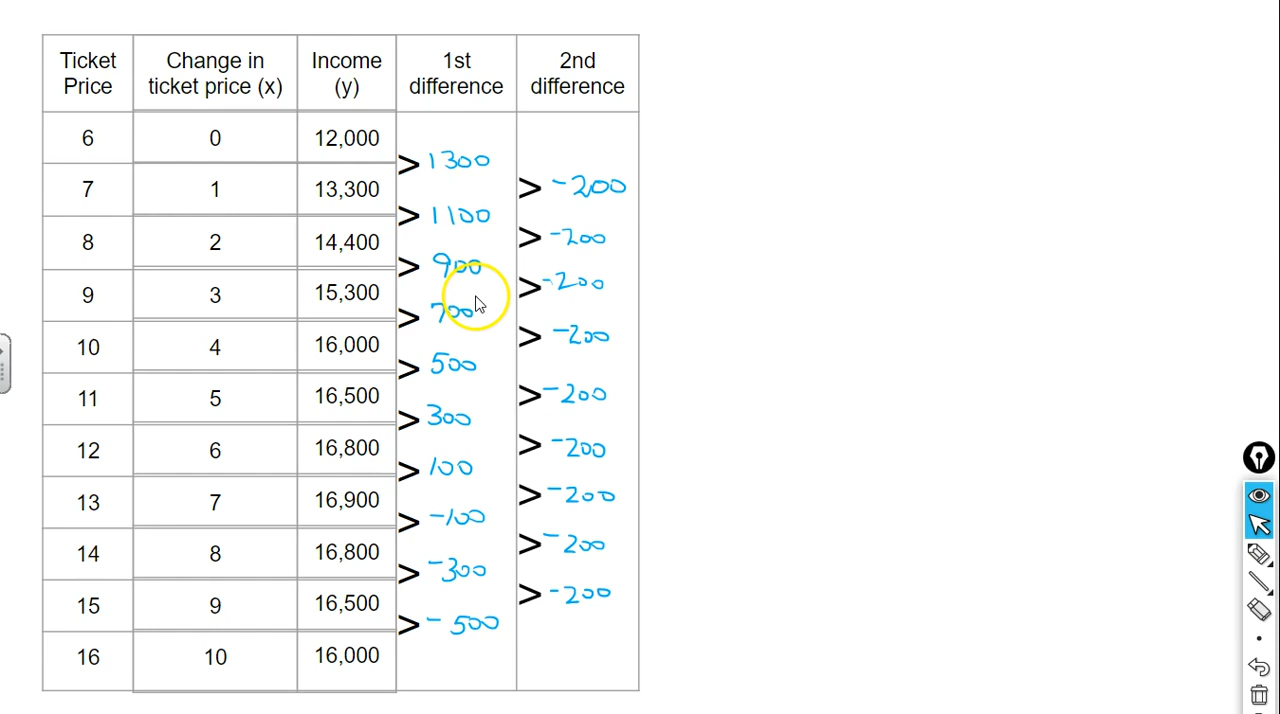 Ticket Price | Change in ticket price (x) | Income (y) | 1st difference | 2nd difference
6 | 0 | 12,000
> 1300
7 | 1 | 13,300 | > -200
> 1100
8 | 2 | 14,400 | > -200
> 900
9 | 3 | 15,300 | > -200
> 700
10 | 4 | 16,000 | > -200
> 500
11 | 5 | 16,500 | > -200
> 300
12 | 6 | 16,800 | > -200
> 100
13 | 7 | 16,900 | > -200
> -100
14 | 8 | 16,800 | > -200
> -300
15 | 9 | 16,500 | > -200
> -500
16 | 10 | 16,000